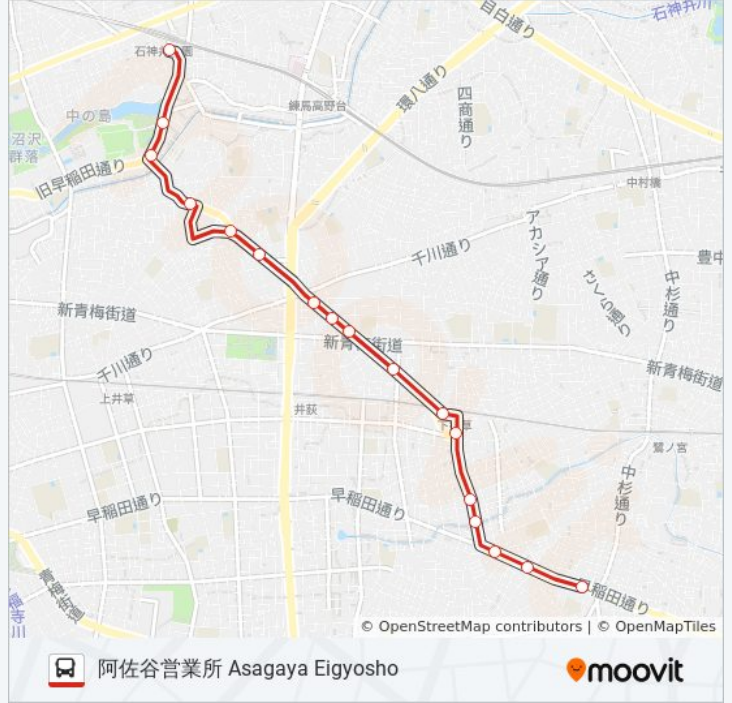 目白通り
石神井川
石神井公園
環八通り
練馬高野台
四商通り
中の島
沼沢
群落
旧早稲田通り
中村橋
アカシア通り
千川通り
豊中
さくら通り
中杉通り
新青梅街道
新青梅街道
千川通り
新青梅街道
上井草
井荻
下井草
鷺ノ宮
中杉通り
早稲田通り
早稲田通り
青梅街道
福寺川
早稲田通り
© OpenStreetMap contributors | © OpenMapTiles
阿佐谷営業所 Asagaya Eigyosho
moovit